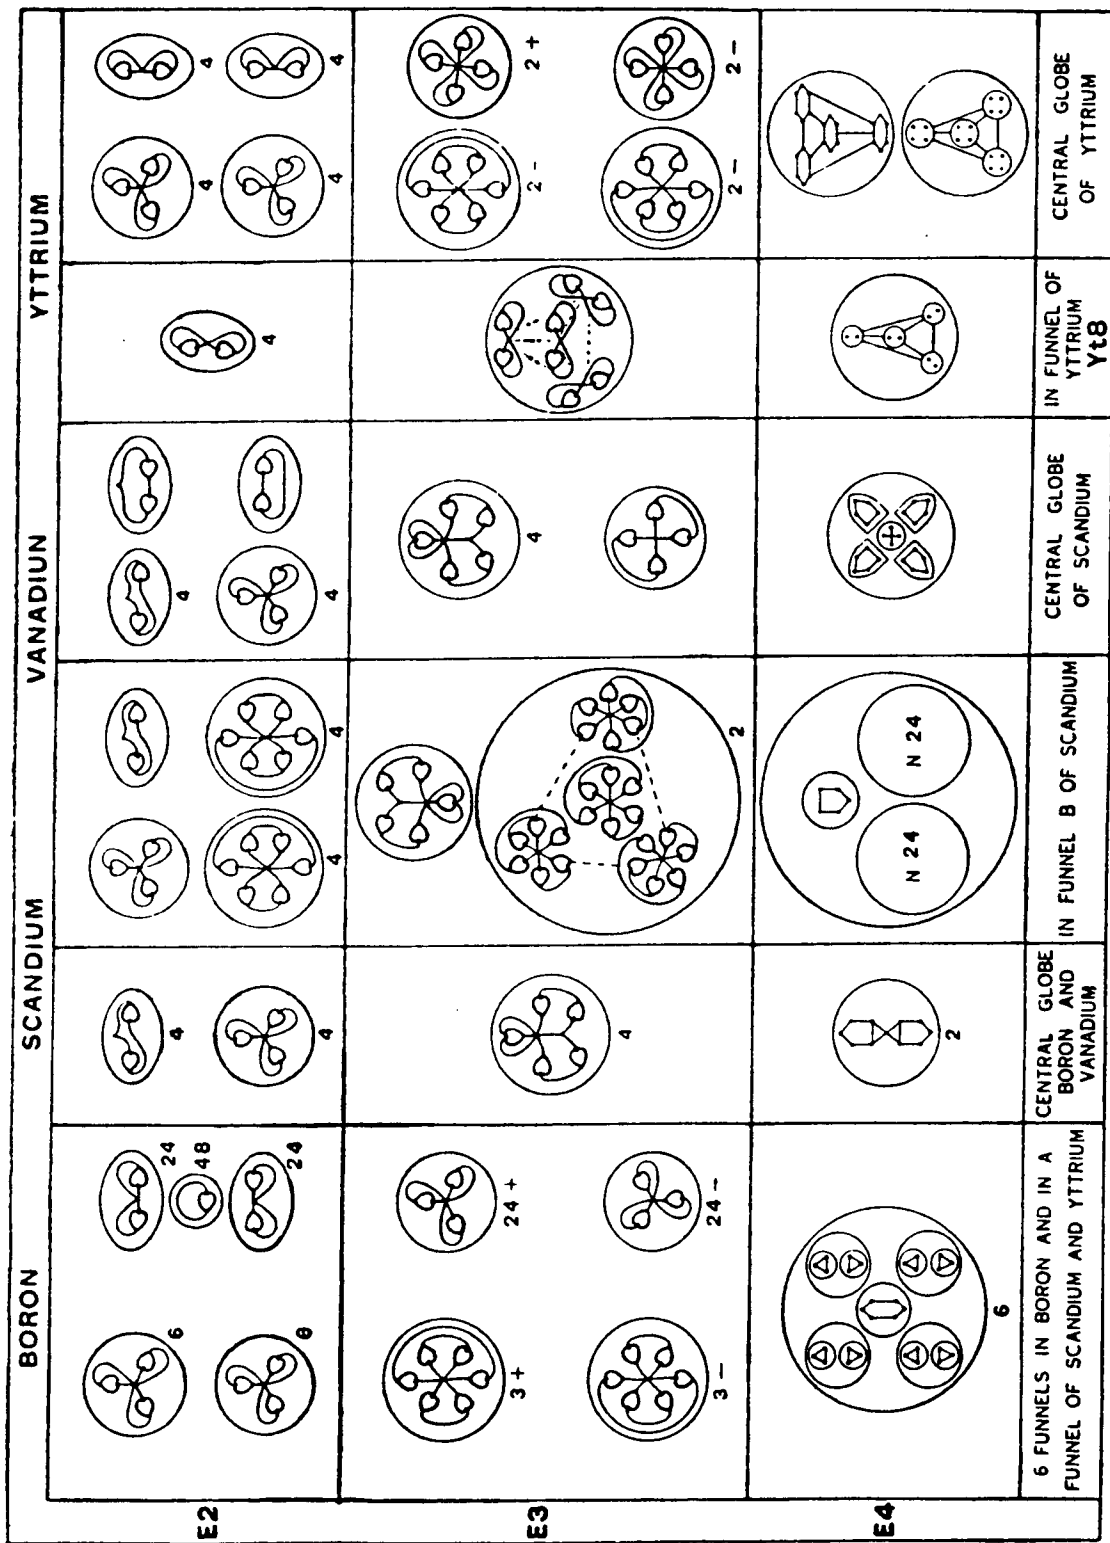 BORON SCANDIUM VANADIUN YTTRIUM
E2
6 24 4 4 4 4
48
6 24 4 4 4 4 4 4
E3
3+ 24+ 4 2- 2+
4
3- 24- 2 2- 2-
E4
N 24 N 24
6 2
6 FUNNELS IN BORON AND IN A
FUNNEL OF SCANDIUM AND YTTRIUM
CENTRAL GLOBE
BORON AND
VANADIUM
IN FUNNEL B OF SCANDIUM
CENTRAL GLOBE
OF SCANDIUM
IN FUNNEL OF
YTTRIUM
Yt8
CENTRAL GLOBE
OF YTTRIUM